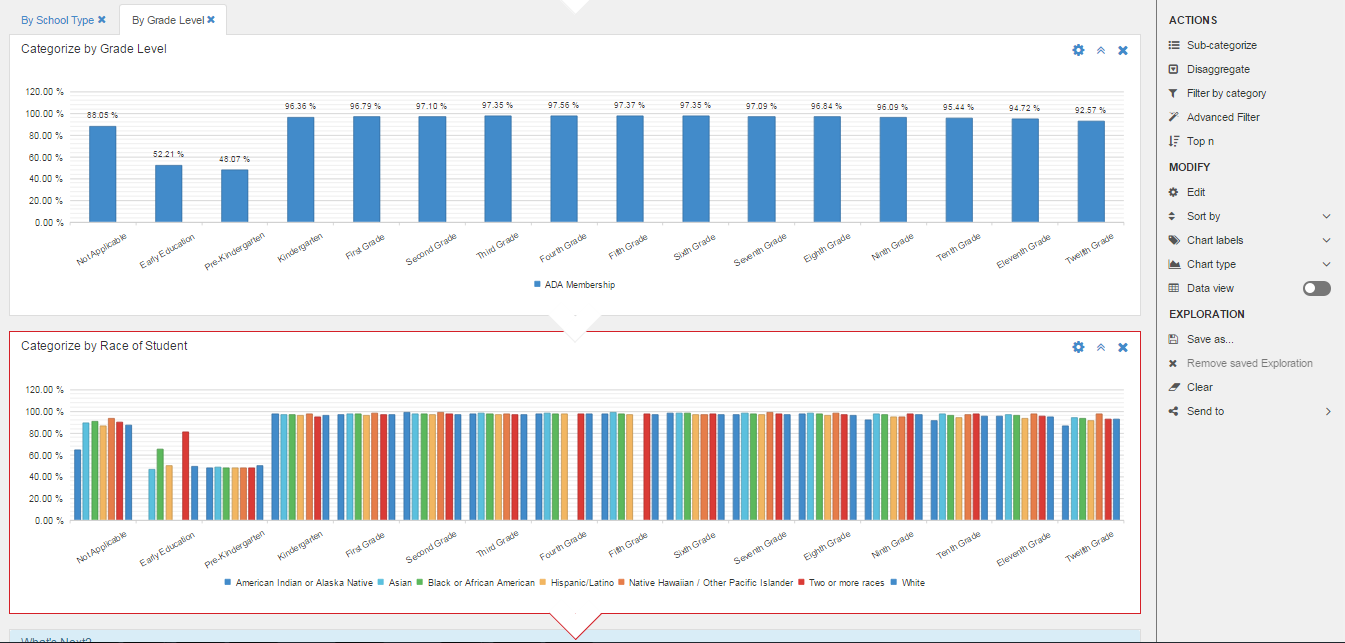 By School Type ✖ By Grade Level ✖
Categorize by Grade Level
120.00 %
100.00 %
80.00 %
60.00 %
40.00 %
20.00 %
0.00 %
88.05 % 52.21 % 48.07 % 96.36 % 96.79 % 97.10 % 97.35 % 97.56 % 97.37 % 97.35 % 97.09 % 96.84 % 96.09 % 95.44 % 94.72 % 92.57 %
Not Applicable Early Education Pre-Kindergarten Kindergarten First Grade Second Grade Third Grade Fourth Grade Fifth Grade Sixth Grade Seventh Grade Eighth Grade Ninth Grade Tenth Grade Eleventh Grade Twelfth Grade
ADA Membership
Categorize by Race of Student
120.00 %
100.00 %
80.00 %
60.00 %
40.00 %
20.00 %
0.00 %
Not Applicable Early Education Pre-Kindergarten Kindergarten First Grade Second Grade Third Grade Fourth Grade Fifth Grade Sixth Grade Seventh Grade Eighth Grade Ninth Grade Tenth Grade Eleventh Grade Twelfth Grade
American Indian or Alaska Native Asian Black or African American Hispanic/Latino Native Hawaiian / Other Pacific Islander Two or more races White
What's Next?
ACTIONS
Sub-categorize
Disaggregate
Filter by category
Advanced Filter
Top n
MODIFY
Edit
Sort by
Chart labels
Chart type
Data view
EXPLORATION
Save as...
Remove saved Exploration
Clear
Send to